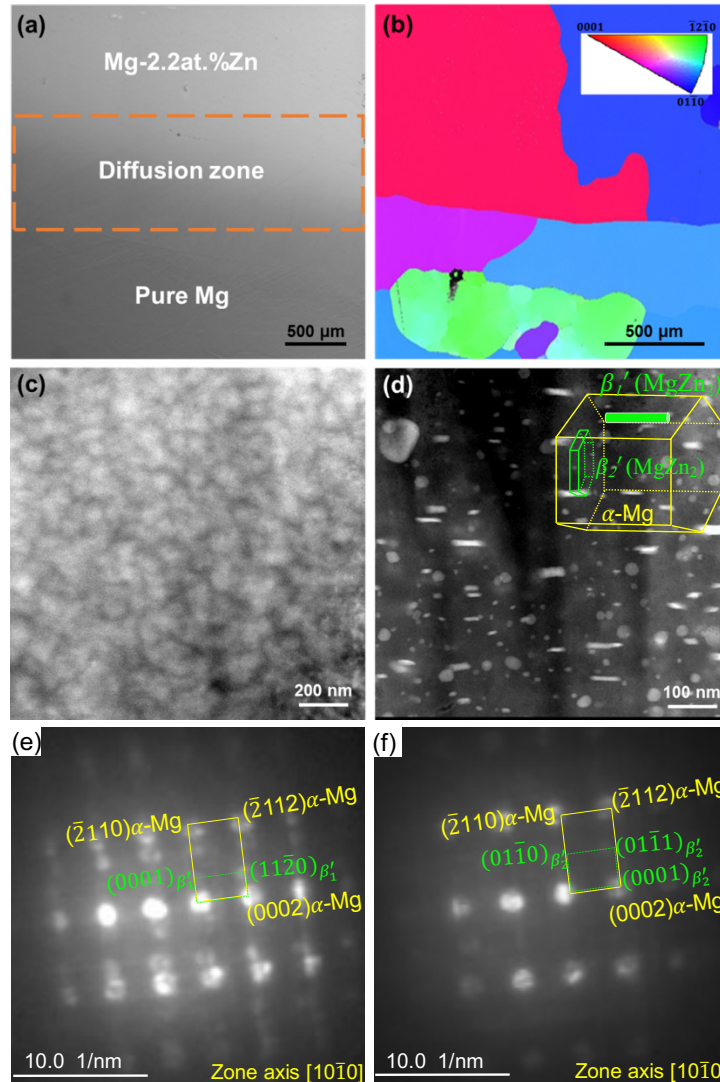 (a)
Mg-2.2at.%Zn
Diffusion zone
Pure Mg
500 µm
(b)
0001
1̅21̅0
011̅0
500 µm
(c)
200 nm
(d)
β₁′ (MgZn
β₂′ (MgZn₂)
α-Mg
100 nm
(e)
(2̅110)α-Mg
(2̅112)α-Mg
(0001)β₁′
(112̅0)β₁′
(0002)α-Mg
10.0 1/nm
Zone axis [101̅0]
(f)
(2̅110)α-Mg
(2̅112)α-Mg
(011̅0)β₂′
(011̅1)β₂′
(0001)β₂′
(0002)α-Mg
10.0 1/nm
Zone axis [101̅0